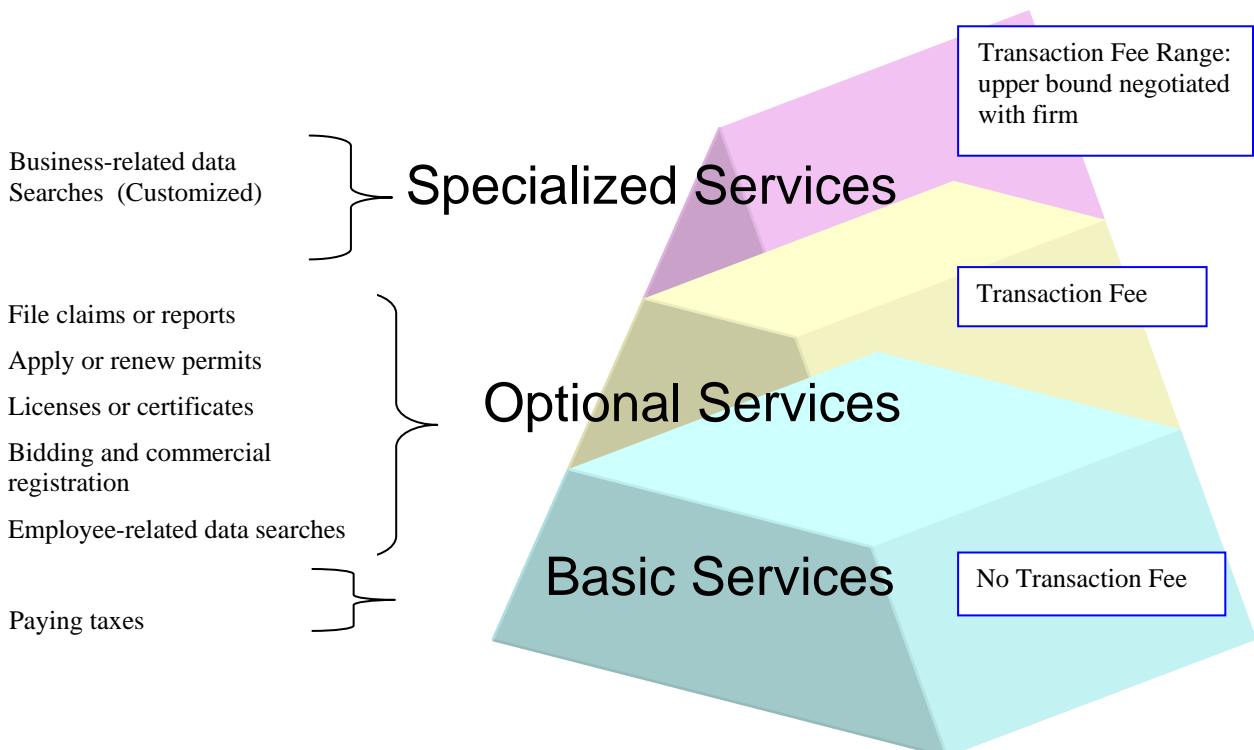 Transaction Fee Range:
upper bound negotiated
with firm
Business-related data
Searches  (Customized)
Specialized Services
File claims or reports
Transaction Fee
Apply or renew permits
Licenses or certificates
Optional Services
Bidding and commercial
registration
Employee-related data searches
Basic Services
No Transaction Fee
Paying taxes